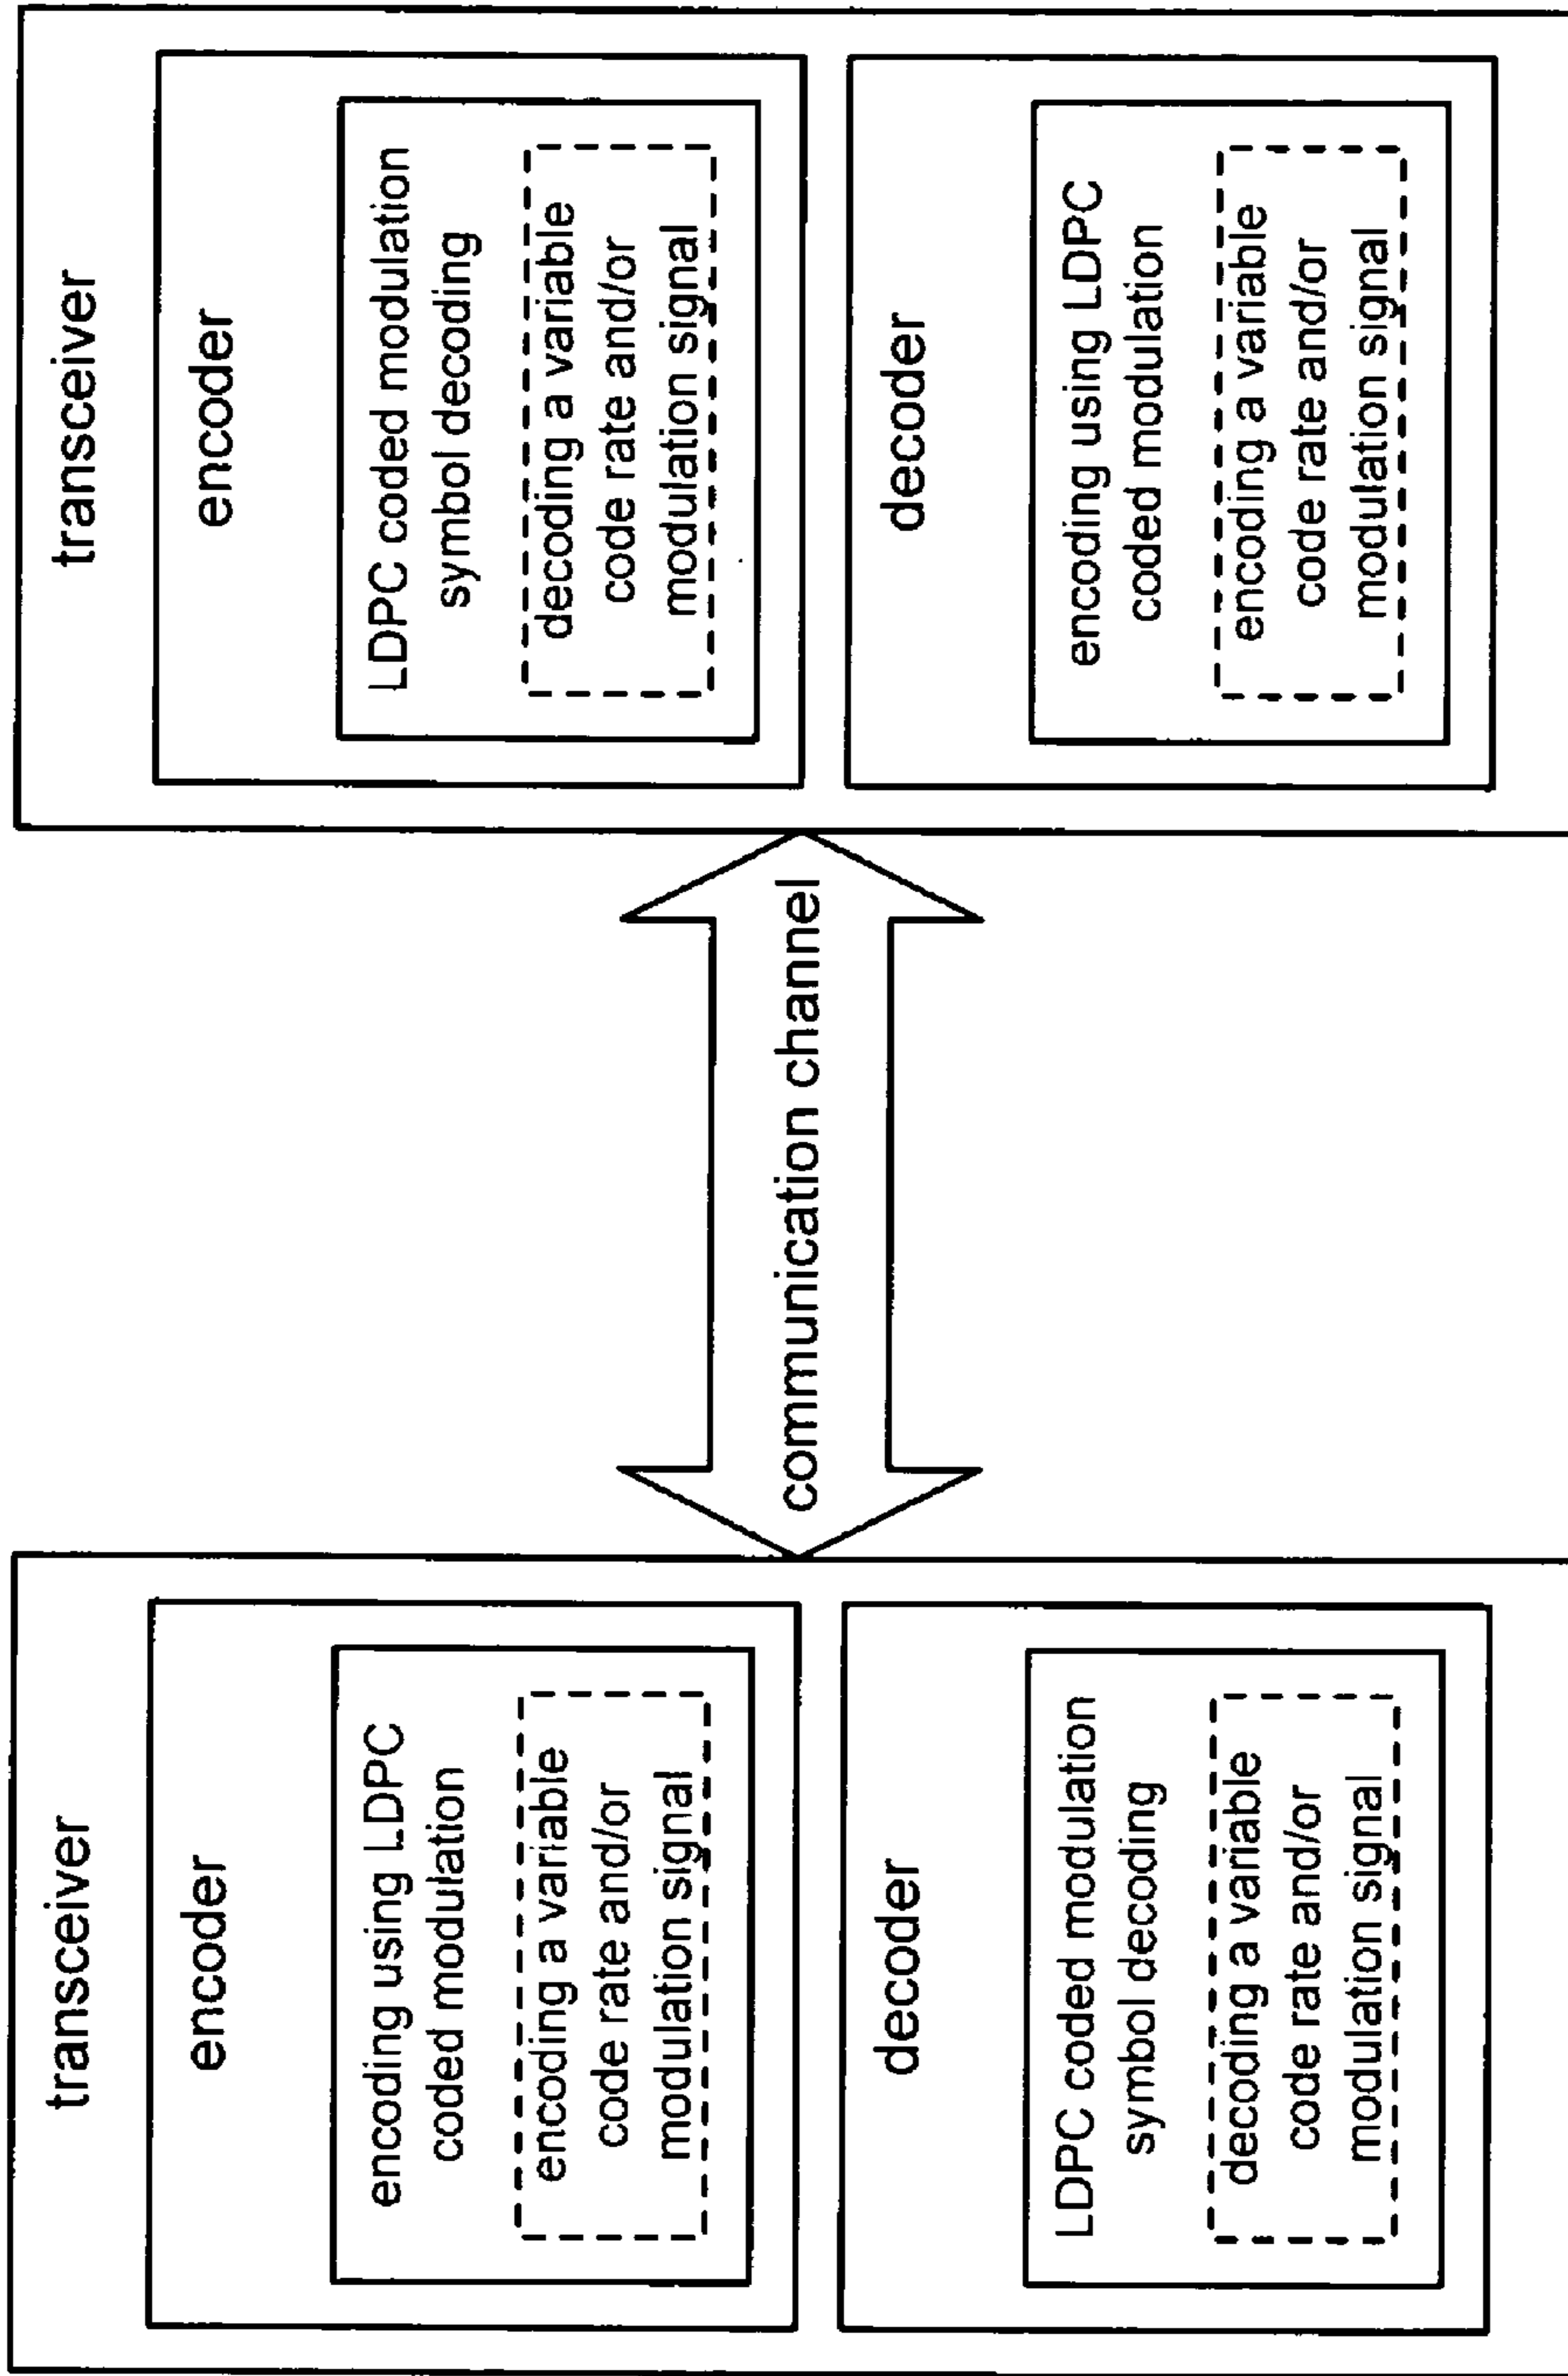 transceiver
encoder
encoding using LDPC
coded modulation
encoding a variable
code rate and/or
modulation signal
decoder
LDPC coded modulation
symbol decoding
decoding a variable
code rate and/or
modulation signal
communication channel
transceiver
encoder
LDPC coded modulation
symbol decoding
decoding a variable
code rate and/or
modulation signal
decoder
encoding using LDPC
coded modulation
encoding a variable
code rate and/or
modulation signal